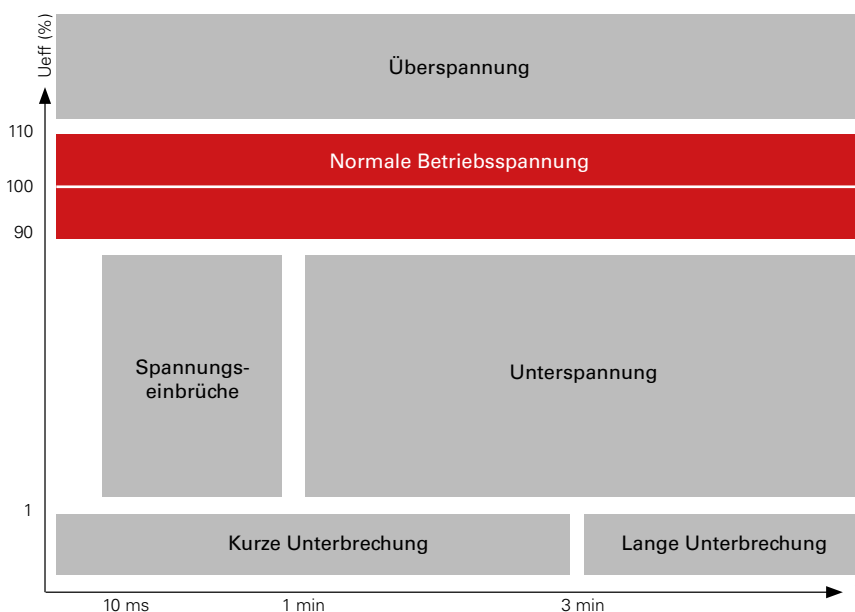 Ueff (%)
Überspannung
110
Normale Betriebsspannung
100
90
Spannungs-
einbrüche
Unterspannung
1
Kurze Unterbrechung
Lange Unterbrechung
10 ms
1 min
3 min